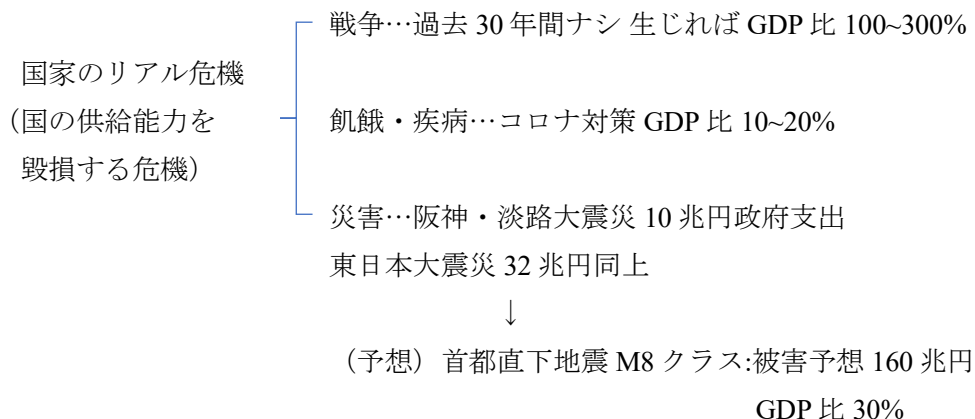 戦争…過去 30 年間ナシ 生じれば GDP 比 100~300%
国家のリアル危機
（国の供給能力を
毀損する危機）
飢餓・疾病…コロナ対策 GDP 比 10~20%
災害…阪神・淡路大震災 10 兆円政府支出
東日本大震災 32 兆円同上
↓
（予想）首都直下地震 M8 クラス:被害予想 160 兆円
GDP 比 30%